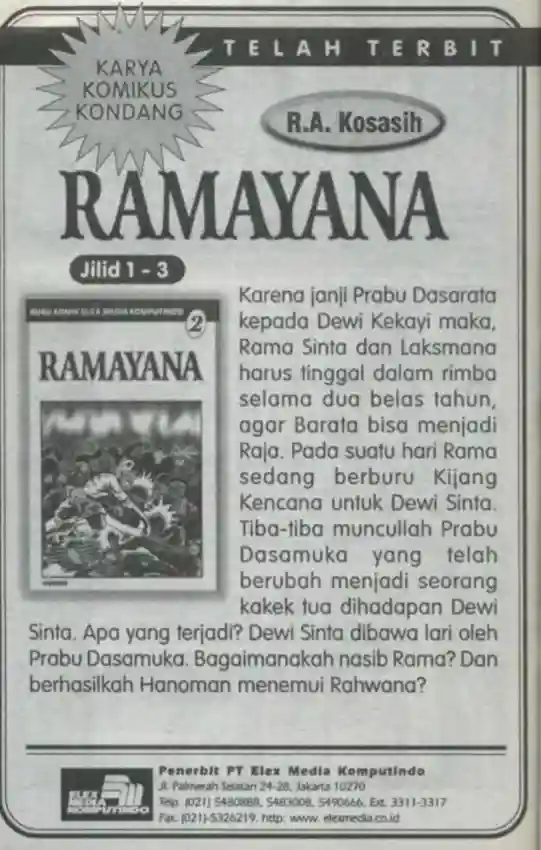 TELAH TERBIT
KARYA
KOMIKUS
KONDANG
R.A. Kosasih
RAMAYANA
Jilid 1 - 3
BUKU KOMIK ELEX MEDIA KOMPUTINDO
2
RAMAYANA
Karena janji Prabu Dasarata
kepada Dewi Kekayi maka,
Rama Sinta dan Laksmana
harus tinggal dalam rimba
selama dua belas tahun,
agar Barata bisa menjadi
Raja. Pada suatu hari Rama
sedang berburu Kijang
Kencana untuk Dewi Sinta.
Tiba-tiba muncullah Prabu
Dasamuka yang telah
berubah menjadi seorang
kakek tua dihadapan Dewi
Sinta. Apa yang terjadi? Dewi Sinta dibawa lari oleh
Prabu Dasamuka. Bagaimanakah nasib Rama? Dan
berhasilkah Hanoman menemui Rahwana?
ELEX
MEDIA
KOMPUTINDO
Penerbit PT Elex Media Komputindo
Jl. Palmerah Selatan 24-28, Jakarta 10270
Telp. (021) 5480888, 5483008, 5490666, Ext. 3311-3317
Fax. (021)-5326219. http: www. elexmedia.co.id